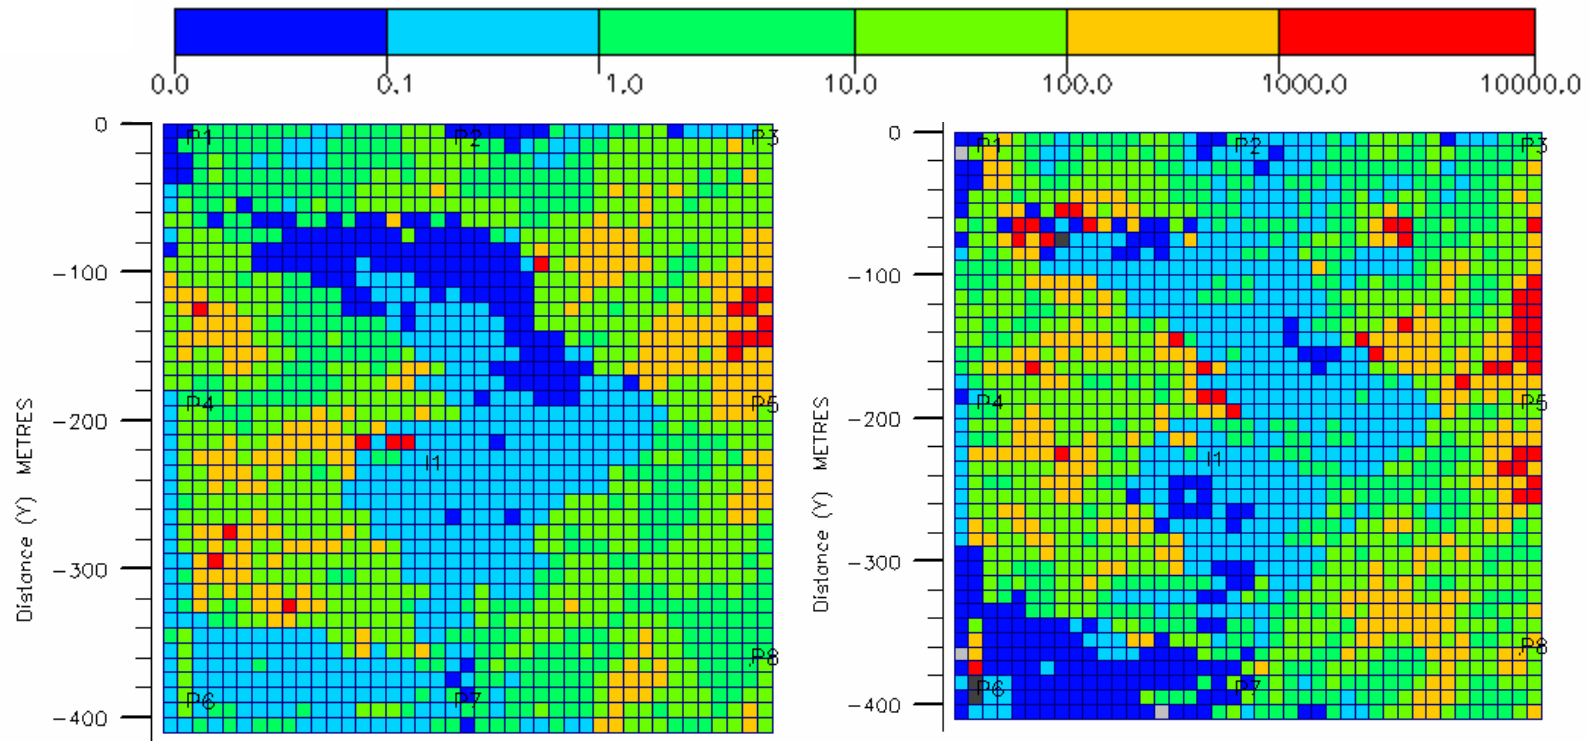 0.0 0.1 1.0 10.0 100.0 1000.0 10000.0
0 P1 P2 P3
-100
P4 P5
-200
I1
-300
P8
P6 P7
-400
Distance (Y) METRES
0 P1 P2 P3
-100
P4 P5
-200
I1
-300
P8
P6 P7
-400
Distance (Y) METRES